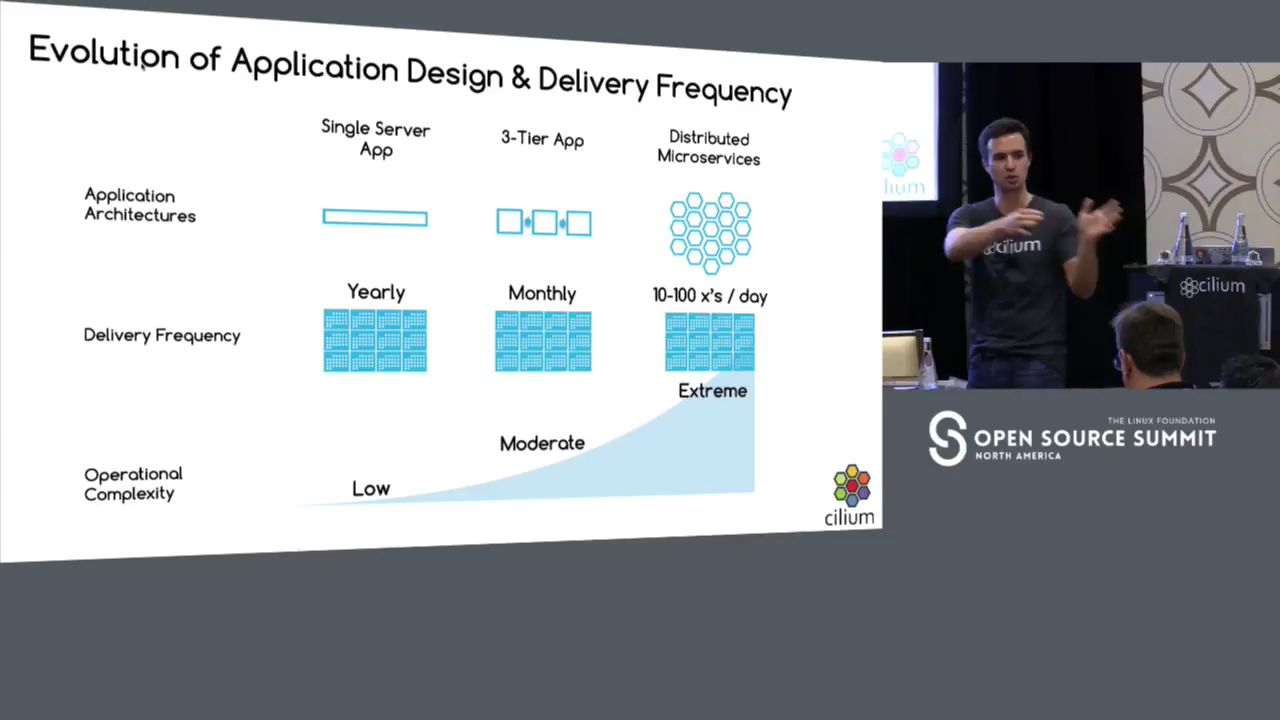 Evolution of Application Design & Delivery Frequency
Single Server
App
3-Tier App
Distributed
Microservices
Application
Architectures
Yearly
Monthly
10-100 x's / day
Delivery Frequency
Extreme
Moderate
Low
Operational
Complexity
cilium
cilium
cilium
THE LINUX FOUNDATION
OPEN SOURCE SUMMIT
NORTH AMERICA